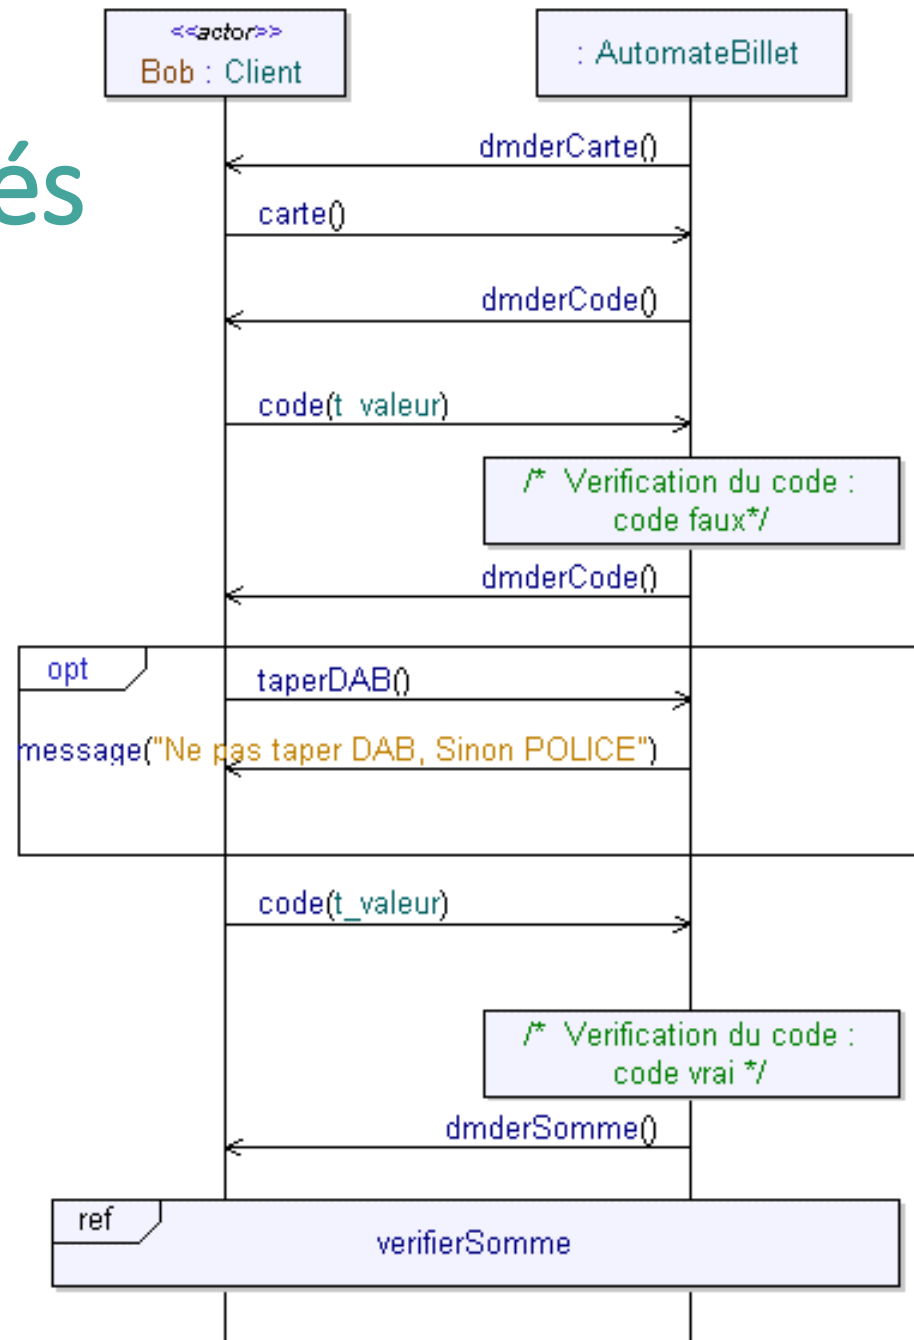 <<actor>>
Bob : Client
: AutomateBillet
és
dmderCarte()
carte()
dmderCode()
code(t_valeur)
/* Verification du code :
code faux*/
dmderCode()
opt
taperDAB()
message("Ne pas taper DAB, Sinon POLICE")
code(t_valeur)
/* Verification du code :
code vrai */
dmderSomme()
ref
verifierSomme